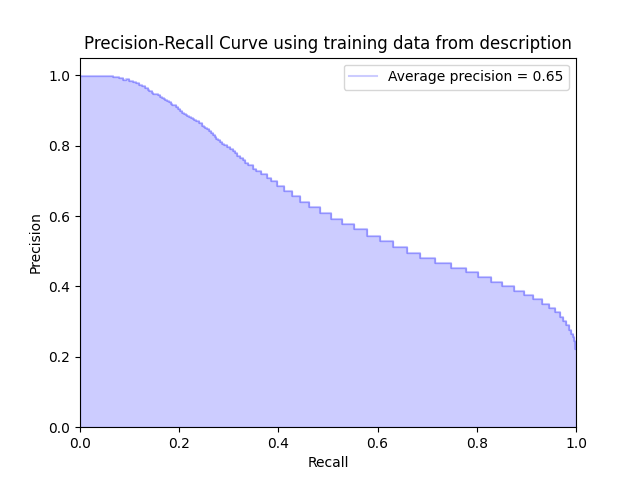 Precision-Recall Curve using training data from description
Average precision = 0.65
1.0
0.8
0.6
0.4
0.2
0.0
Precision
0.0 0.2 0.4 0.6 0.8 1.0
Recall